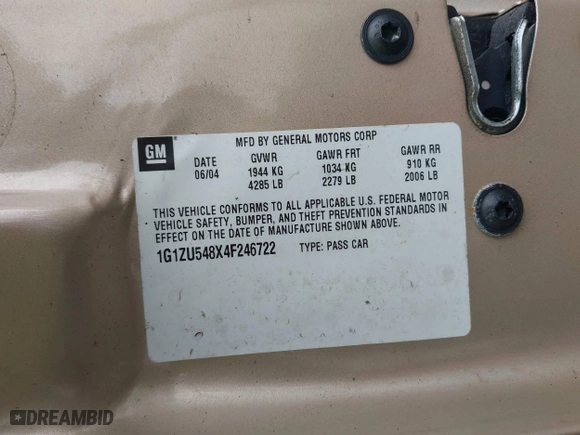 MFD BY GENERAL MOTORS CORP
GM
DATE GVWR GAWR FRT GAWR RR
06/04 1944 KG 1034 KG 910 KG
4285 LB 2279 LB 2006 LB
THIS VEHICLE CONFORMS TO ALL APPLICABLE U.S. FEDERAL MOTOR
VEHICLE SAFETY, BUMPER, AND THEFT PREVENTION STANDARDS IN
EFFECT ON THE DATE OF MANUFACTURE SHOWN ABOVE.
1G1ZU548X4F246722 TYPE: PASS CAR
DREAMBID